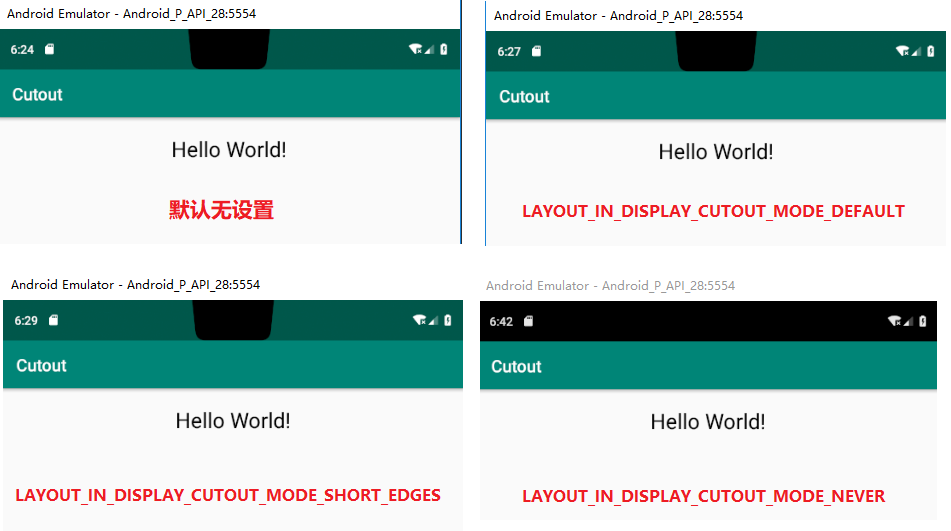 Android Emulator - Android_P_API_28:5554
6:24
Cutout
Hello World!
默认无设置
Android Emulator - Android_P_API_28:5554
6:27
Cutout
Hello World!
LAYOUT_IN_DISPLAY_CUTOUT_MODE_DEFAULT
Android Emulator - Android_P_API_28:5554
6:29
Cutout
Hello World!
LAYOUT_IN_DISPLAY_CUTOUT_MODE_SHORT_EDGES
Android Emulator - Android_P_API_28:5554
6:42
Cutout
Hello World!
LAYOUT_IN_DISPLAY_CUTOUT_MODE_NEVER